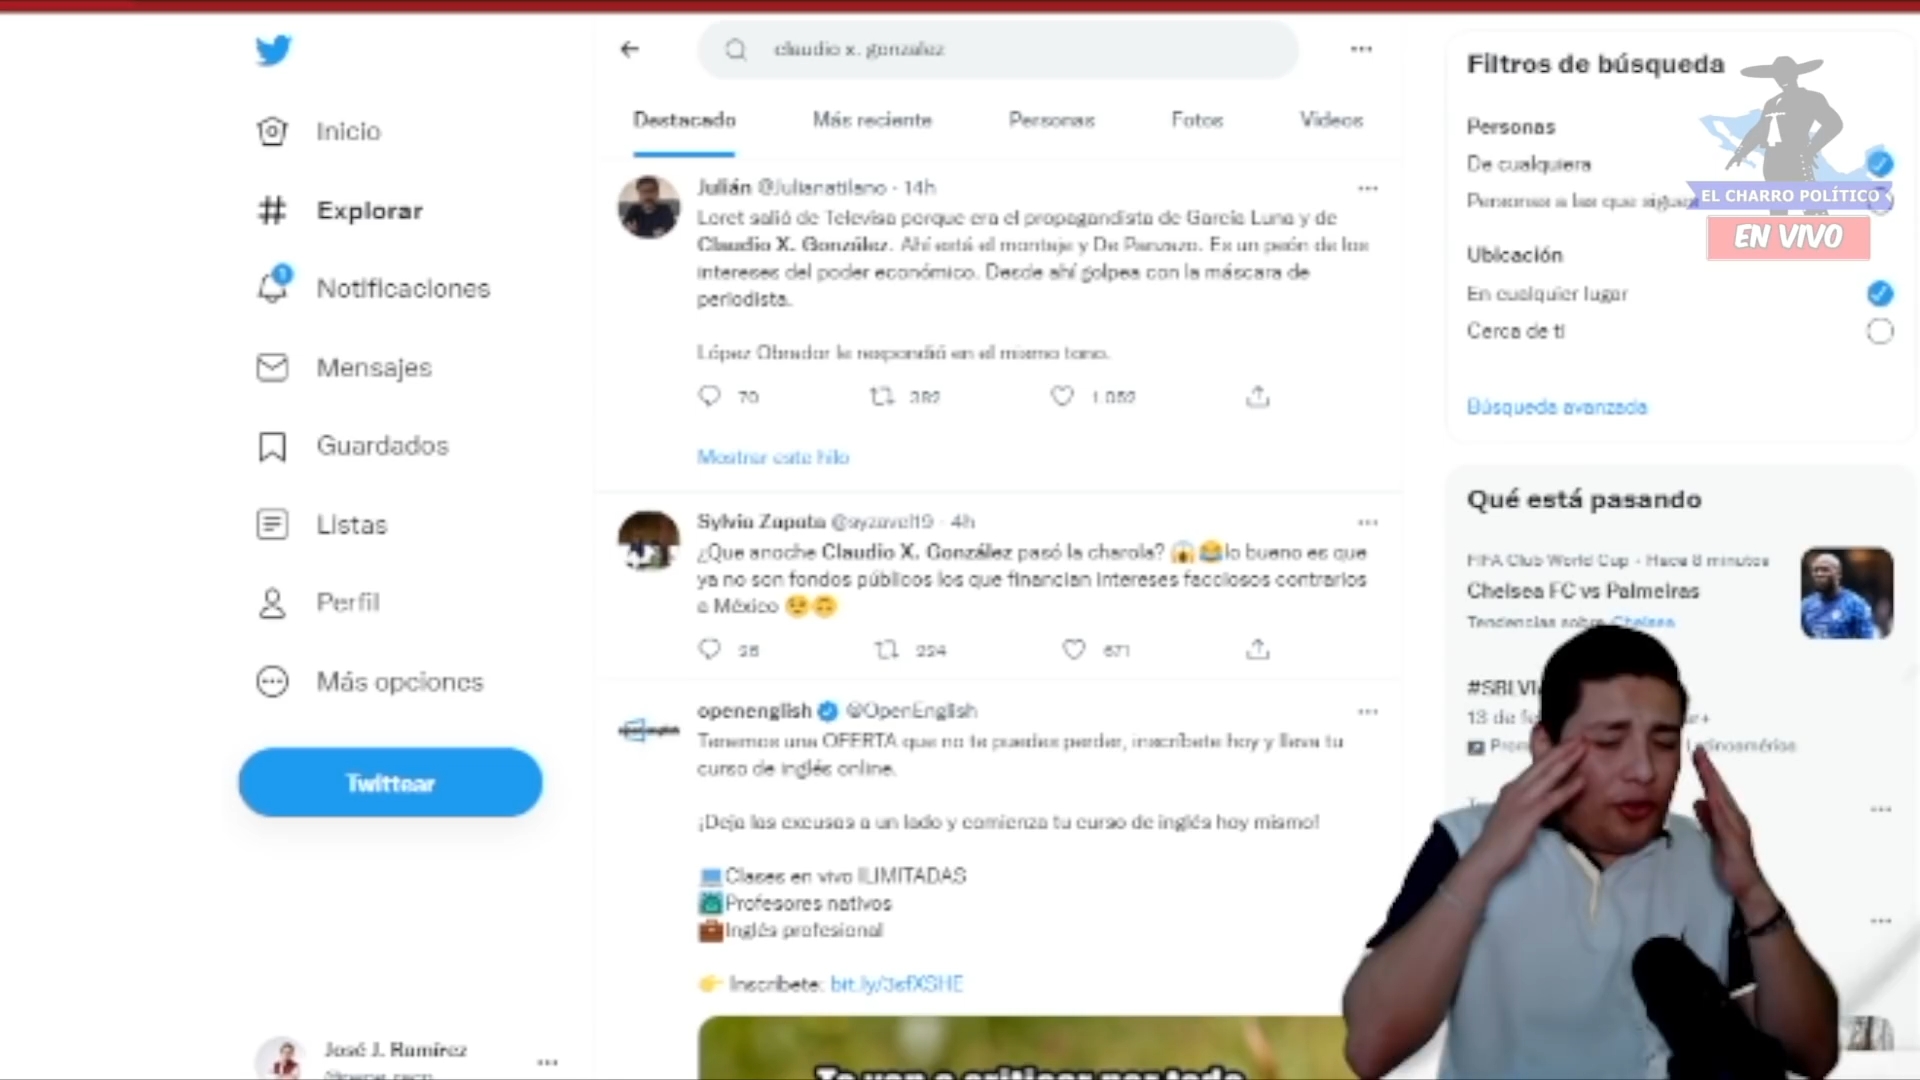 claudio x. gonzalez
Inicio
Explorar
Notificaciones
Mensajes
Guardados
Listas
Perfil
Más opciones
Twittear
José J. Ramírez
Destacado
Más reciente
Personas
Fotos
Videos
Julián @Julianatilano · 14h
Loret salió de Televisa porque era el propagandista de García Luna y de
Claudio X. González. Ahí está el montaje y De Panzazo. Es un peón de los
intereses del poder económico. Desde ahí golpea con la máscara de
periodista.
López Obrador le respondió en el mismo tono.
70
382
1.052
Mostrar este hilo
Sylvia Zapata · 4h
¿Que anoche Claudio X. González pasó la charola? 😱😂lo bueno es que
ya no son fondos públicos los que financian intereses facciosos contrarios
a México 😉🙃
224
671
openenglish @OpenEnglish
Tenemos una OFERTA que no te puedes perder, inscríbete hoy y lleva tu
curso de inglés online.
¡Deja las excusas a un lado y comienza tu curso de inglés hoy mismo!
💻Clases en vivo ILIMITADAS
Profesores nativos
💼Inglés profesional
👉 Inscríbete:
Filtros de búsqueda
Personas
De cualquiera
Personas a las que
Ubicación
En cualquier lugar
Cerca de ti
Búsqueda avanzada
EL CHARRO POLÍTICO
EN VIVO
Qué está pasando
FIFA Club World Cup · Hace 8 minutos
Chelsea FC vs Palmeiras
Tendencias sobre Chelsea
13 de
Latinoamérica